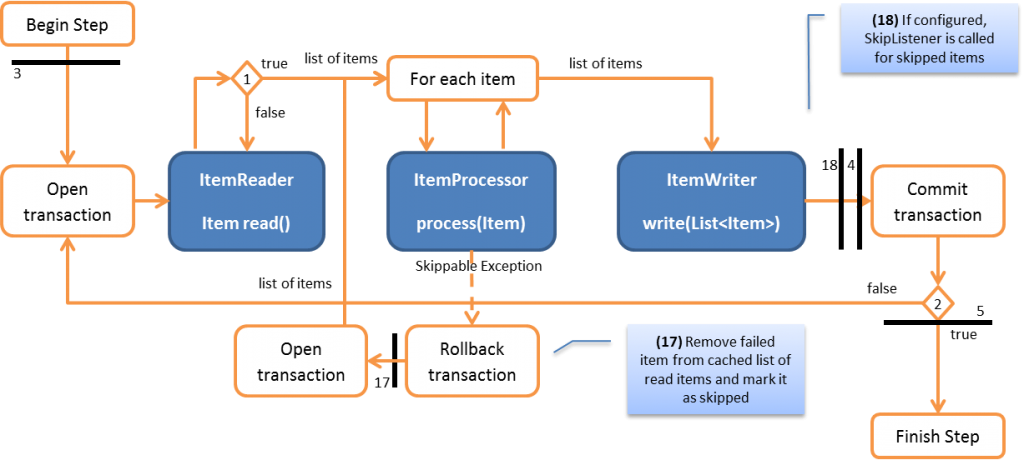 Begin Step
3
(18) If configured,
SkipListener is called
for skipped items
1
true
list of items
For each item
list of items
false
Open
transaction
ItemReader
Item read()
ItemProcessor
process(Item)
ItemWriter
write(List<Item>)
18
4
Commit
transaction
Skippable Exception
list of items
false
2
5
true
Open
transaction
17
Rollback
transaction
(17) Remove failed
item from cached list of
read items and mark it
as skipped
Finish Step